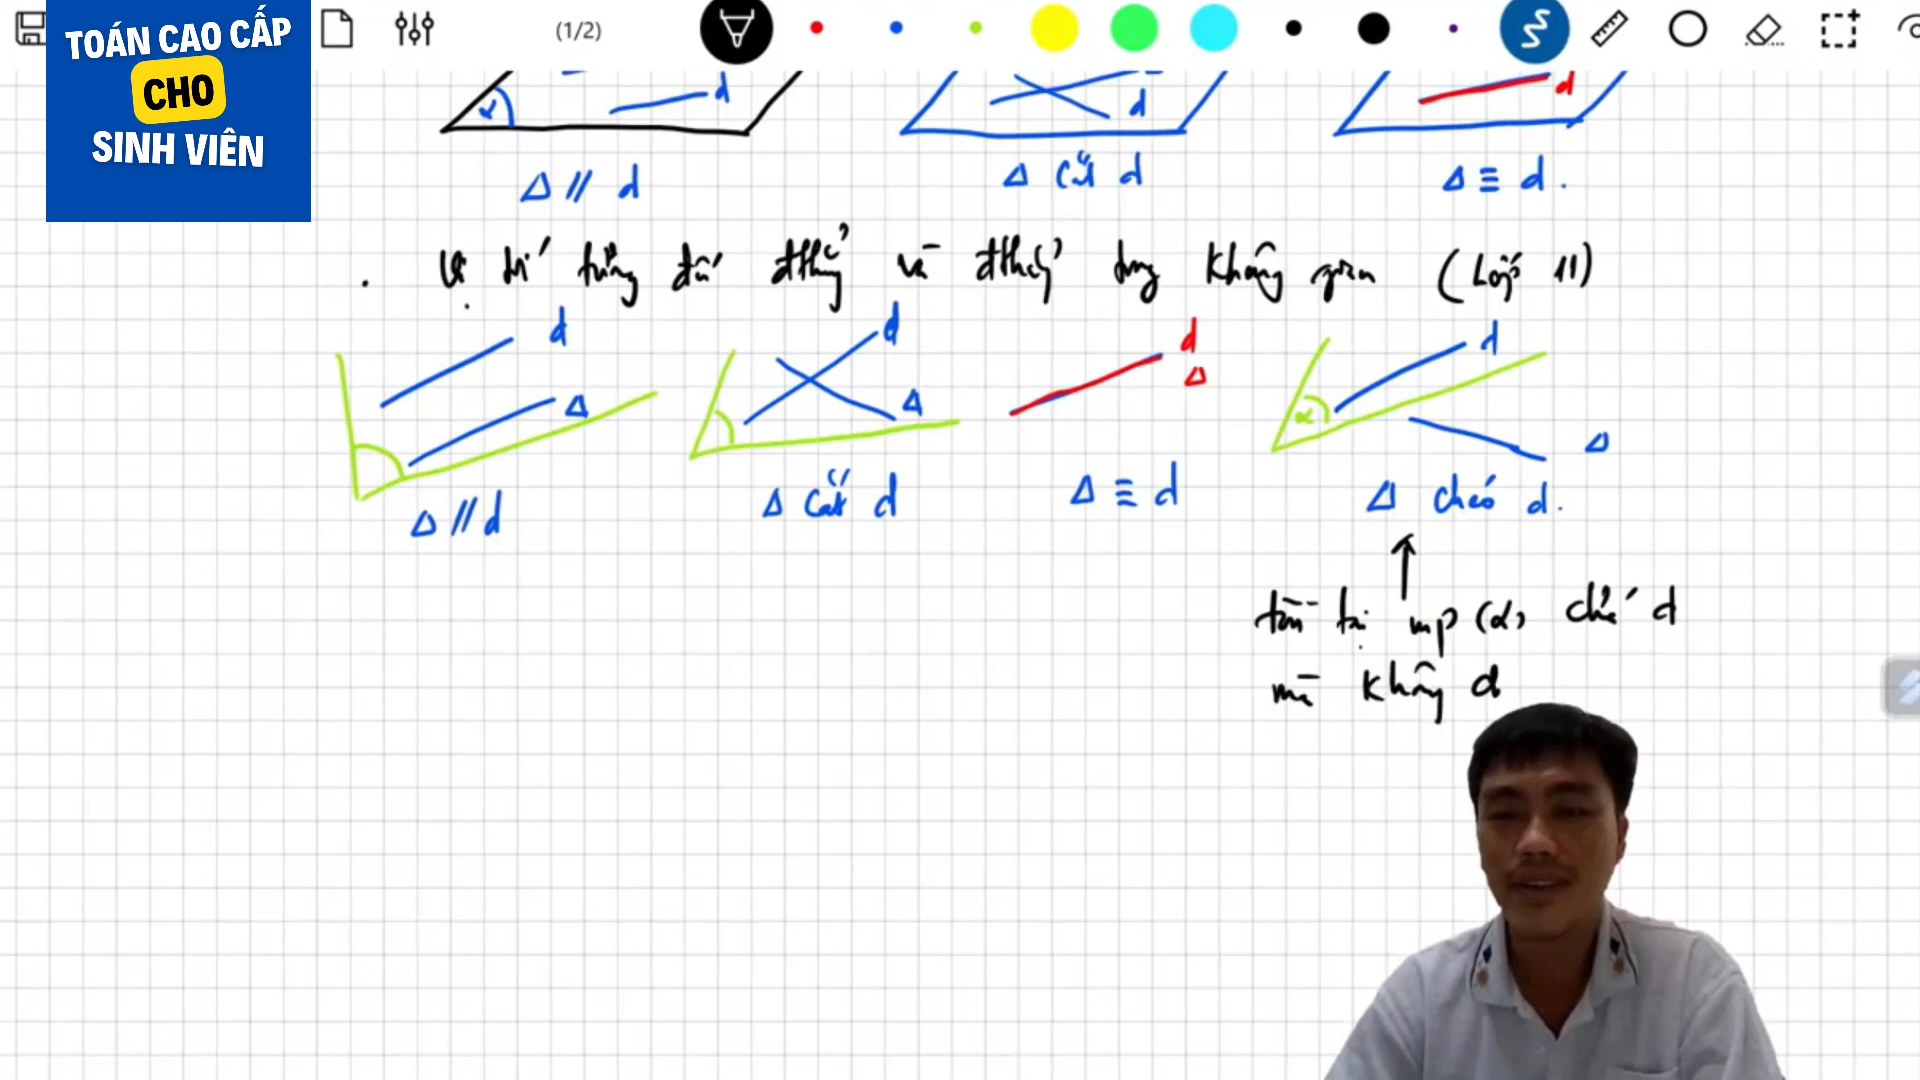 TOÁN CAO CẤP
CHO
SINH VIÊN
(1/2)
α d
d
d
Δ // d
Δ cắt d
Δ ≡ d.
. Vị trí tương đối đthẳng và đthẳng trong không gian (Lớp 11)
d
Δ
d
Δ
d
Δ
α d
Δ
Δ // d
Δ cắt d
Δ ≡ d
Δ chéo d.
tồn tại mp (α) chứa d
mà không